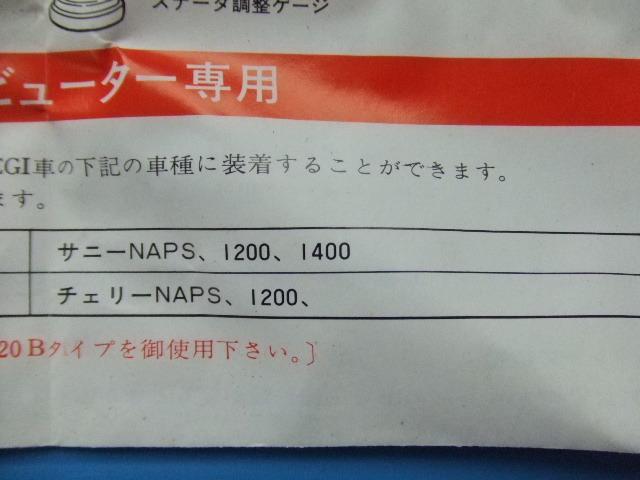 ステータ調整ゲージ
ビューター専用
EGI車の下記の車種に装着することができます。
ます。
サニーNAPS、1200、1400
チェリーNAPS、1200、
20Bタイプを御使用下さい。〕